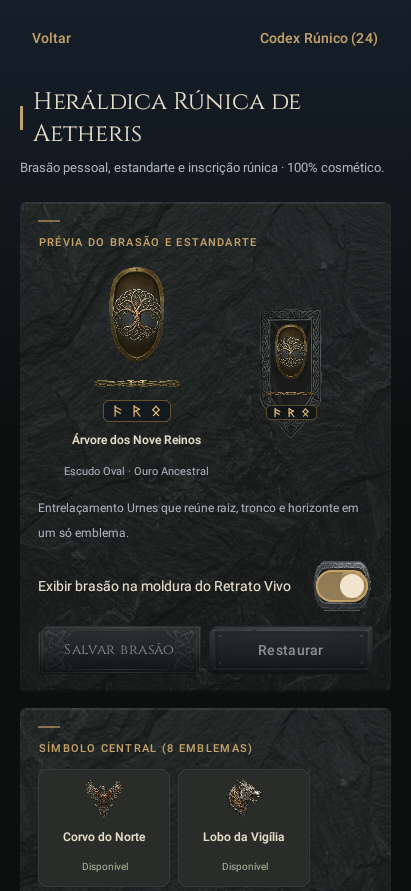 Voltar
Codex Rúnico (24)
Heráldica Rúnica de
Aetheris
Brasão pessoal, estandarte e inscrição rúnica · 100% cosmético.
PRÉVIA DO BRASÃO E ESTANDARTE
ᚨ ᚱ ᛟ
ᚨ ᚱ ᛟ
Árvore dos Nove Reinos
Escudo Oval · Ouro Ancestral
Entrelaçamento Urnes que reúne raiz, tronco e horizonte em
um só emblema.
Exibir brasão na moldura do Retrato Vivo
Salvar brasão
Restaurar
SÍMBOLO CENTRAL (8 EMBLEMAS)
Corvo do Norte
Lobo da Vigília
Disponível
Disponível